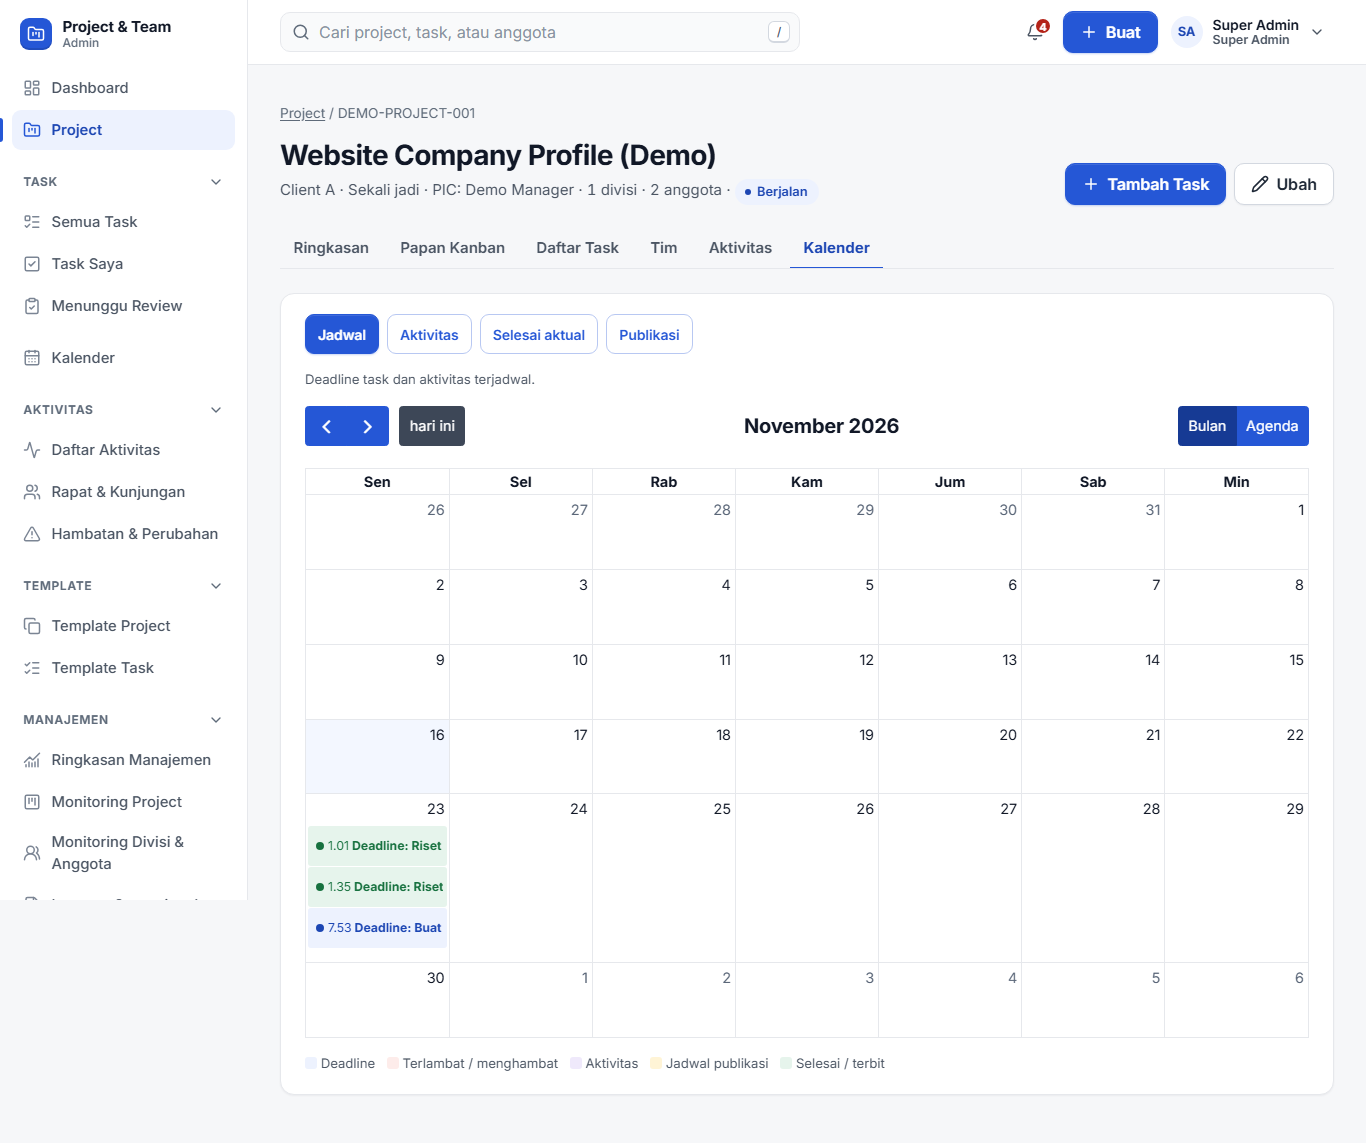 Project & Team
Admin
Dashboard
Project
TASK
Semua Task
Task Saya
Menunggu Review
Kalender
AKTIVITAS
Daftar Aktivitas
Rapat & Kunjungan
Hambatan & Perubahan
TEMPLATE
Template Project
Template Task
MANAJEMEN
Ringkasan Manajemen
Monitoring Project
Monitoring Divisi &
Anggota
Cari project, task, atau anggota
/
4
Buat
SA
Super Admin
Super Admin
Project / DEMO-PROJECT-001
Website Company Profile (Demo)
Client A · Sekali jadi · PIC: Demo Manager · 1 divisi · 2 anggota · Berjalan
Tambah Task
Ubah
Ringkasan Papan Kanban Daftar Task Tim Aktivitas Kalender
Jadwal Aktivitas Selesai aktual Publikasi
Deadline task dan aktivitas terjadwal.
hari ini
November 2026
Bulan Agenda
Sen Sel Rab Kam Jum Sab Min
26 27 28 29 30 31 1
2 3 4 5 6 7 8
9 10 11 12 13 14 15
16 17 18 19 20 21 22
23 24 25 26 27 28 29
1.01 Deadline: Riset
1.35 Deadline: Riset
7.53 Deadline: Buat
30 1 2 3 4 5 6
Deadline Terlambat / menghambat Aktivitas Jadwal publikasi Selesai / terbit